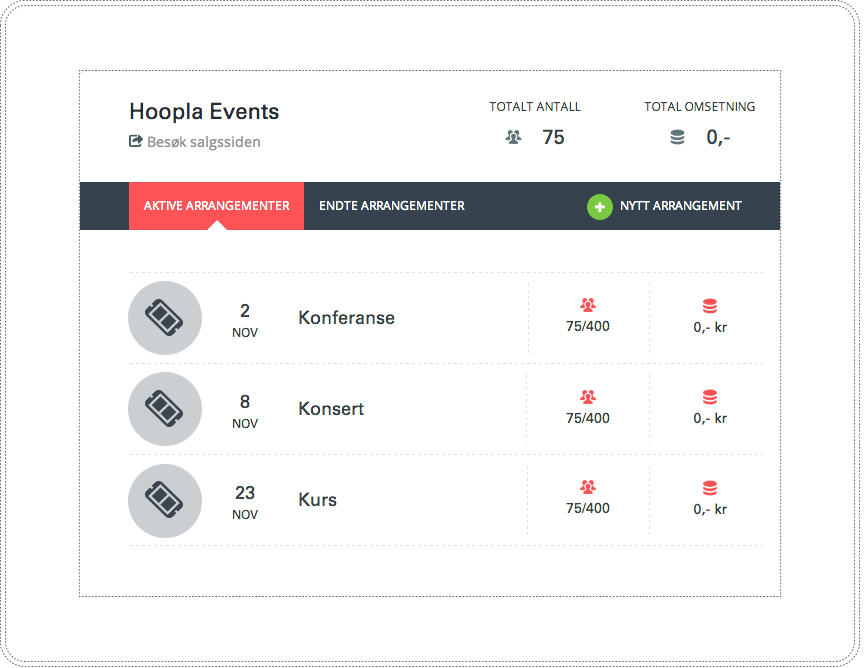 Hoopla Events
Besøk salgssiden
TOTALT ANTALL
75
TOTAL OMSETNING
0,-
AKTIVE ARRANGEMENTER
ENDTE ARRANGEMENTER
NYTT ARRANGEMENT
2
NOV
Konferanse
75/400
0,- kr
8
NOV
Konsert
75/400
0,- kr
23
NOV
Kurs
75/400
0,- kr